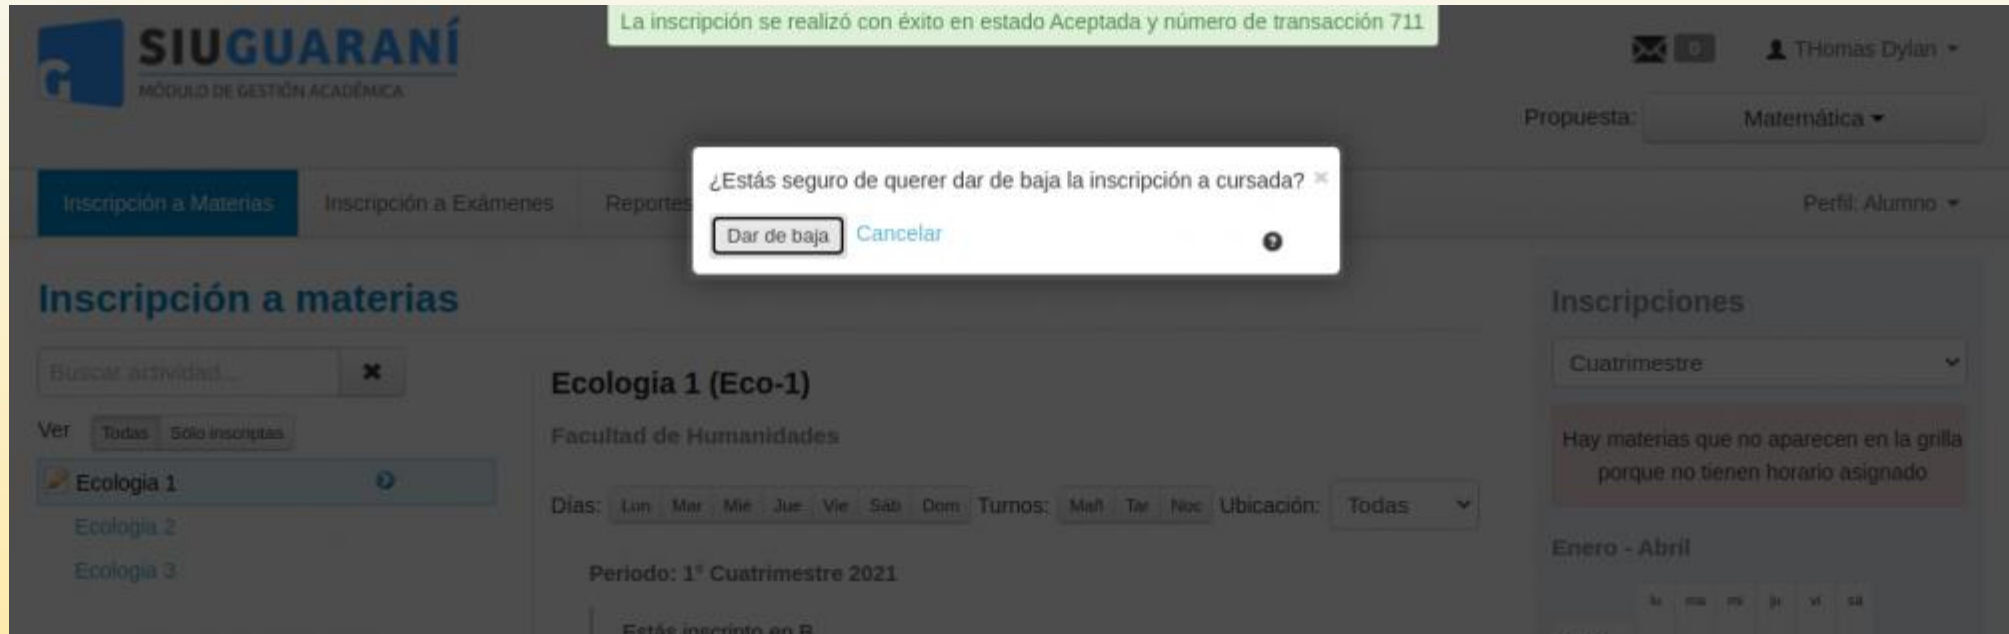 La inscripción se realizó con éxito en estado Aceptada y número de transacción 711
SIUGUARANÍ
MÓDULO DE GESTIÓN ACADÉMICA
0
THomas Dylan
Propuesta: Matemática
¿Estás seguro de querer dar de baja la inscripción a cursada? ×
Dar de baja Cancelar
Inscripción a Materias Inscripción a Exámenes Reportes Perfil: Alumno
Inscripción a materias
Buscar actividad...
Ver Todas Sólo inscriptas
Ecologia 1
Ecologia 2
Ecologia 3
Ecologia 1 (Eco-1)
Facultad de Humanidades
Días: Lun Mar Mié Jue Vie Sáb Dom Turnos: Mañ Tar Noc Ubicación: Todas
Periodo: 1° Cuatrimestre 2021
Estás inscripto en B
Inscripciones
Cuatrimestre
Hay materias que no aparecen en la grilla
porque no tienen horario asignado
Enero - Abril
lu ma mi ju vi sá